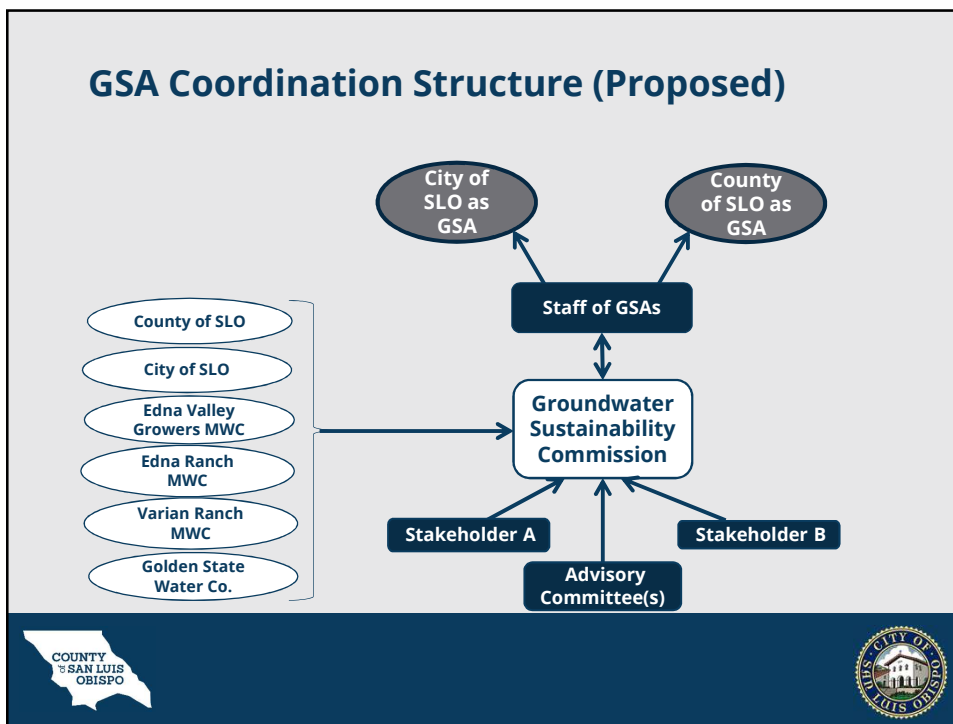 GSA Coordination Structure (Proposed)
City of
SLO as
GSA
County
of SLO as
GSA
Staff of GSAs
County of SLO
City of SLO
Edna Valley
Growers MWC
Edna Ranch
MWC
Varian Ranch
MWC
Golden State
Water Co.
Groundwater
Sustainability
Commission
Stakeholder A
Stakeholder B
Advisory
Committee(s)
COUNTY
of SAN LUIS
OBISPO
CITY OF
SAN LUIS OBISPO